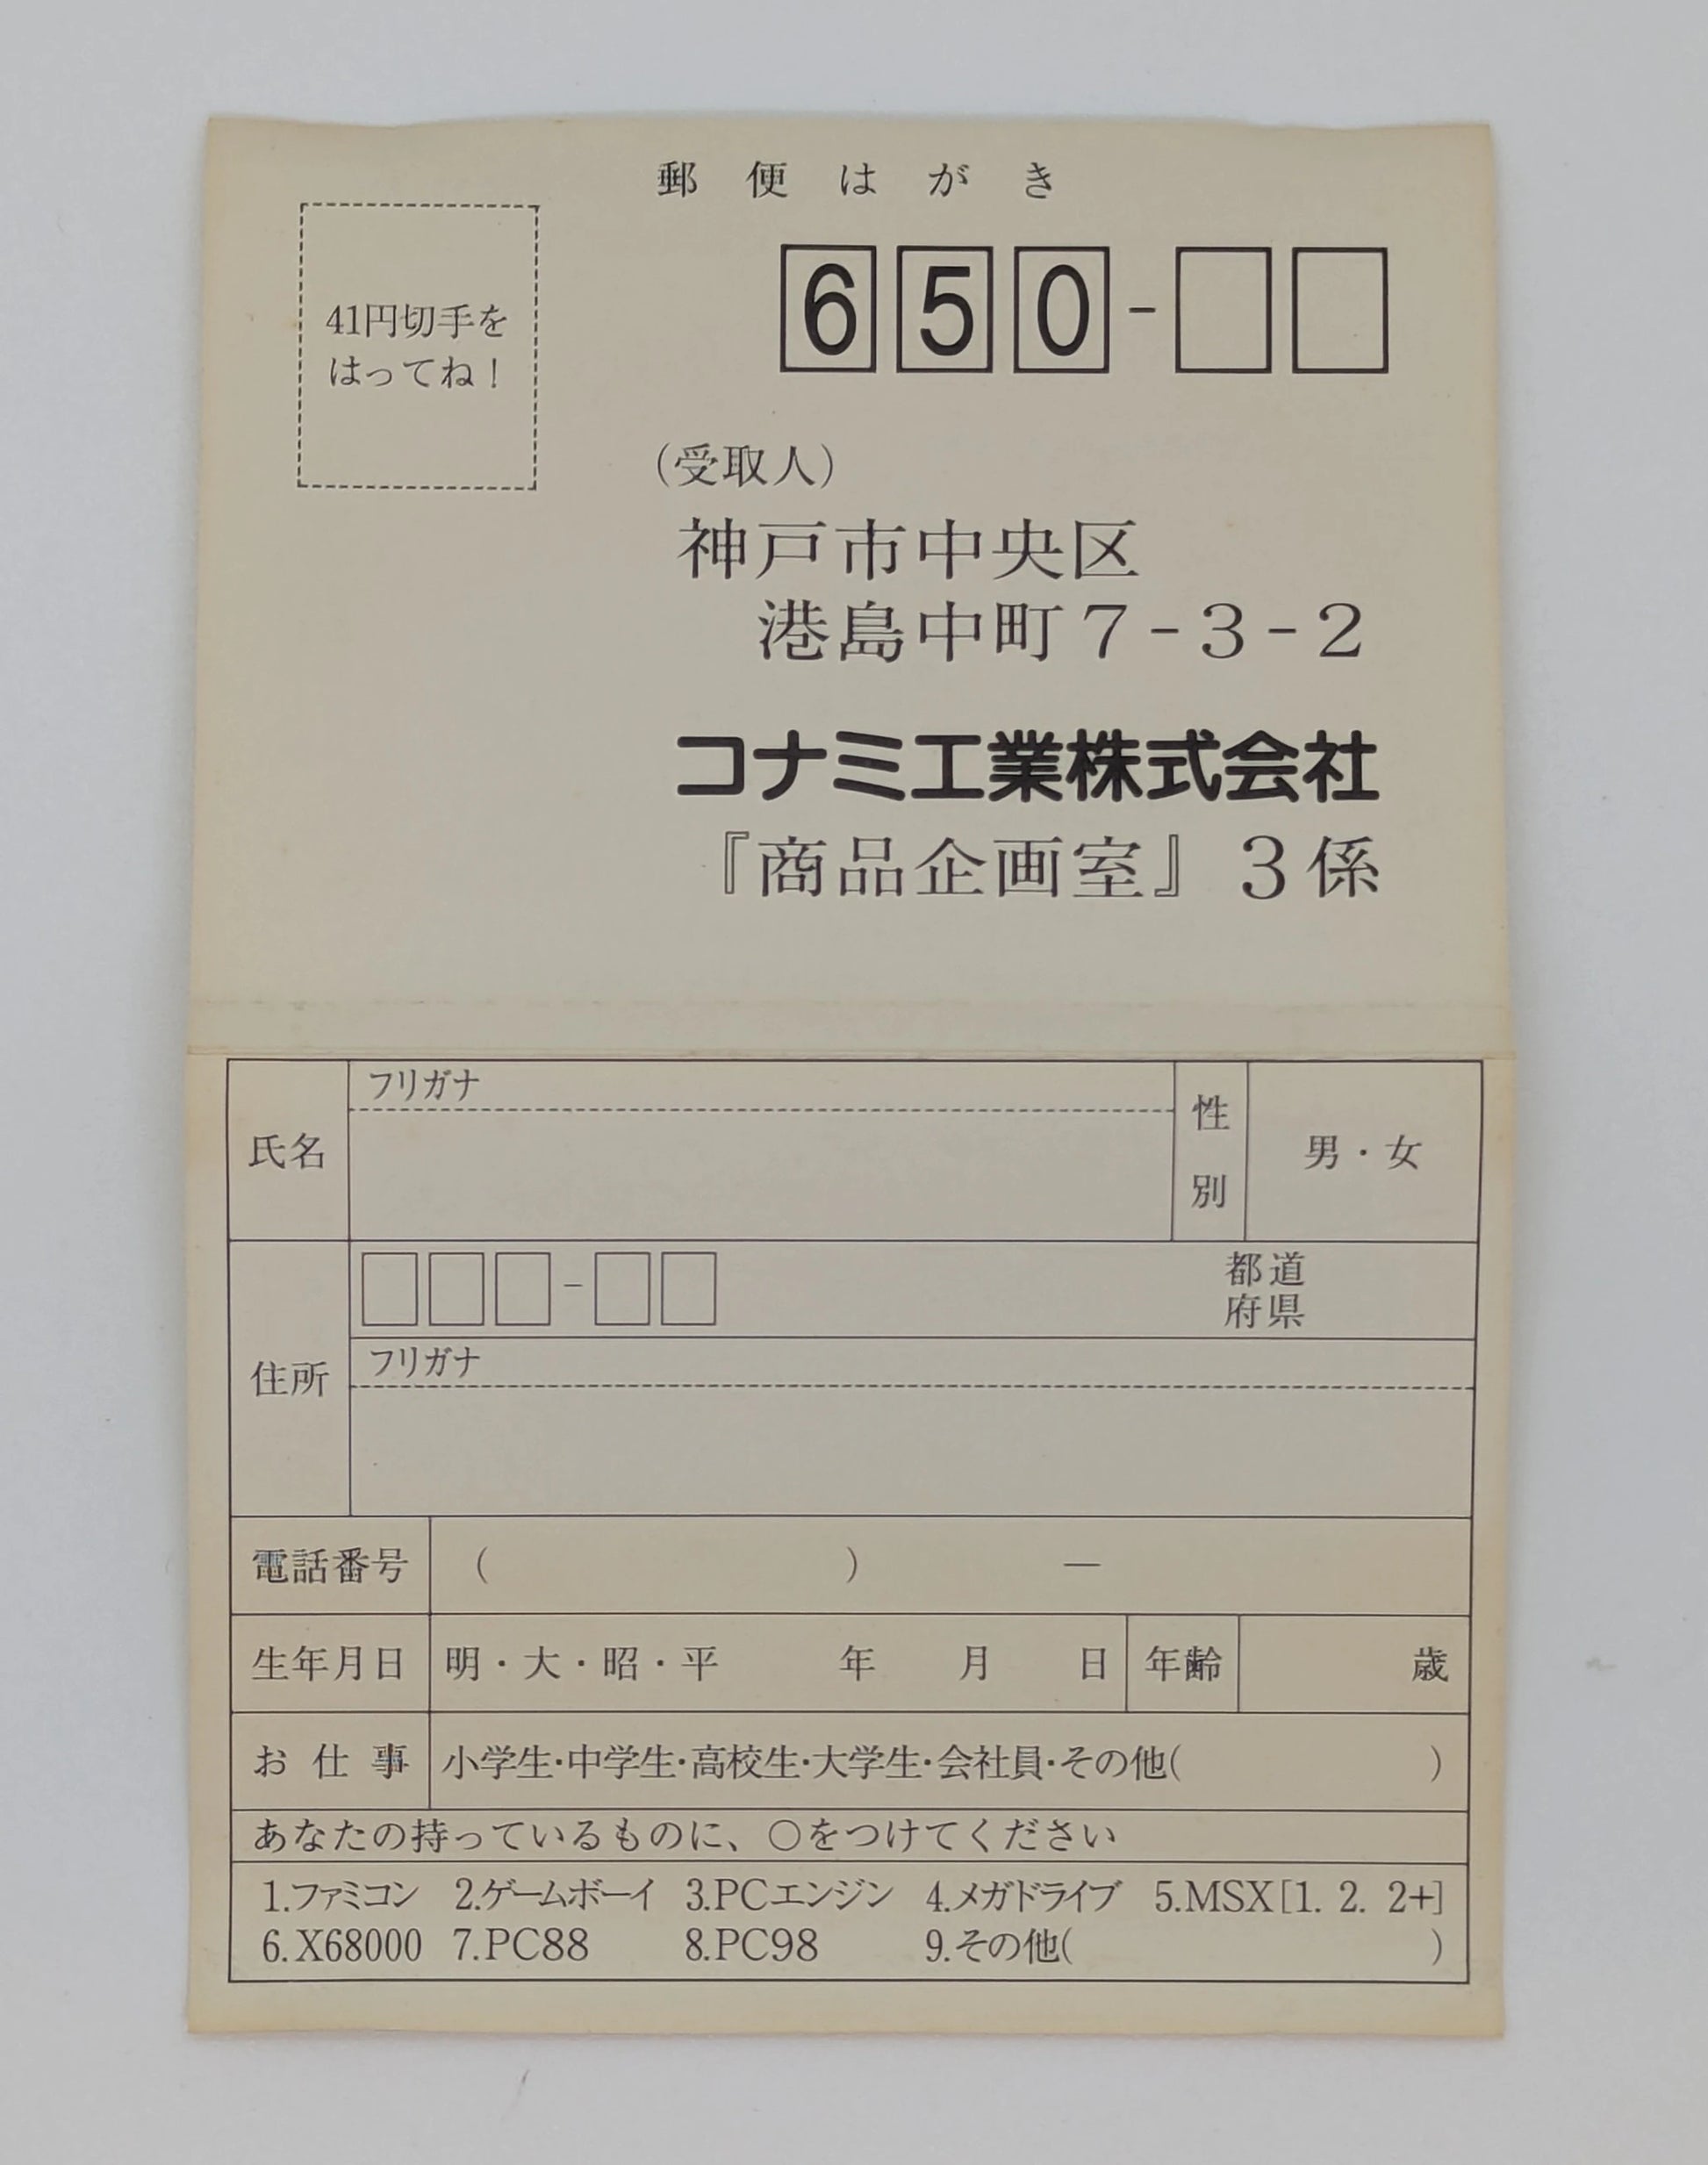 郵便はがき
41円切手を
はってね！
650-
（受取人）
神戸市中央区
港島中町7-3-2
コナミ工業株式会社
『商品企画室』3係
氏名
フリガナ
性別
男・女
住所
-
都道
府県
フリガナ
電話番号 （ ） ―
生年月日 明・大・昭・平 年 月 日 年齢 歳
お仕事 小学生・中学生・高校生・大学生・会社員・その他( )
あなたの持っているものに、○をつけてください
1.ファミコン 2.ゲームボーイ 3.PCエンジン 4.メガドライブ 5.MSX[1. 2. 2+]
6.X68000 7.PC88 8.PC98 9.その他( )